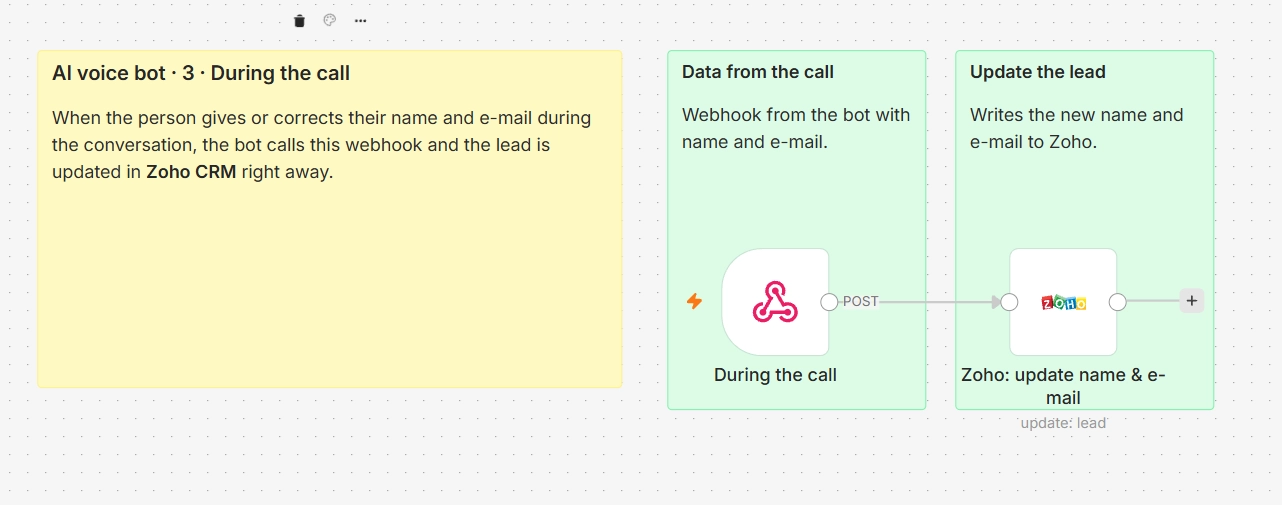 AI voice bot · 3 · During the call
When the person gives or corrects their name and e-mail during
the conversation, the bot calls this webhook and the lead is
updated in Zoho CRM right away.
Data from the call
Webhook from the bot with
name and e-mail.
POST
During the call
Update the lead
Writes the new name and
e-mail to Zoho.
ZOHO
Zoho: update name & e-
mail
update: lead